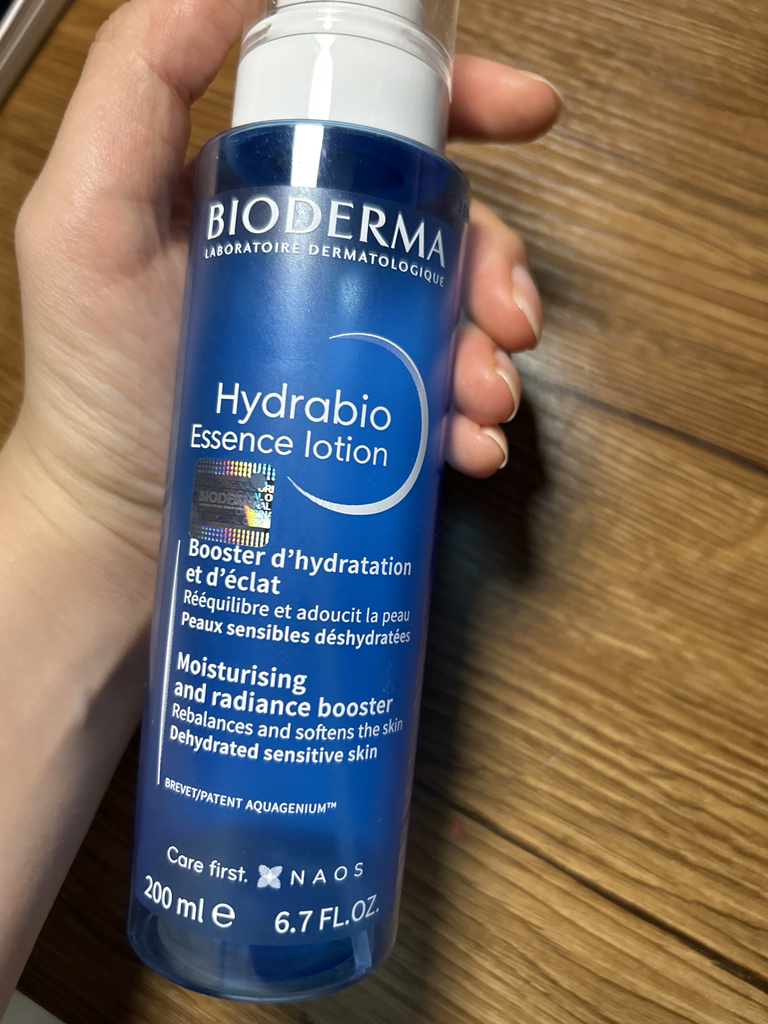 BIODERMA
LABORATOIRE DERMATOLOGIQUE
Hydrabio
Essence lotion
BIODERMA
Booster d'hydratation
et d'éclat
Rééquilibre et adoucit la peau
Peaux sensibles déshydratées
Moisturising
and radiance booster
Rebalances and softens the skin
Dehydrated sensitive skin
BREVET/PATENT AQUAGENIUM™
Care first. NAOS
200 ml e 6.7 FL.OZ.